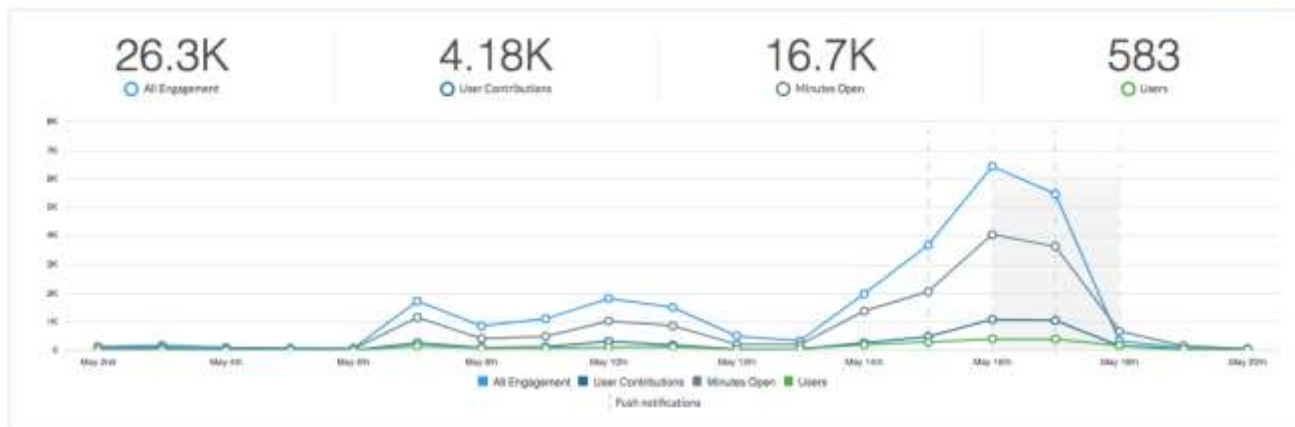 26.3K 4.18K 16.7K 583
All Engagement User Contributions Minutes Open Users
8K
7K
6K
5K
4K
3K
2K
1K
0
May 2nd May 4th May 6th May 8th May 10th May 12th May 14th May 16th May 18th May 20th
All Engagement User Contributions Minutes Open Users
Push notifications